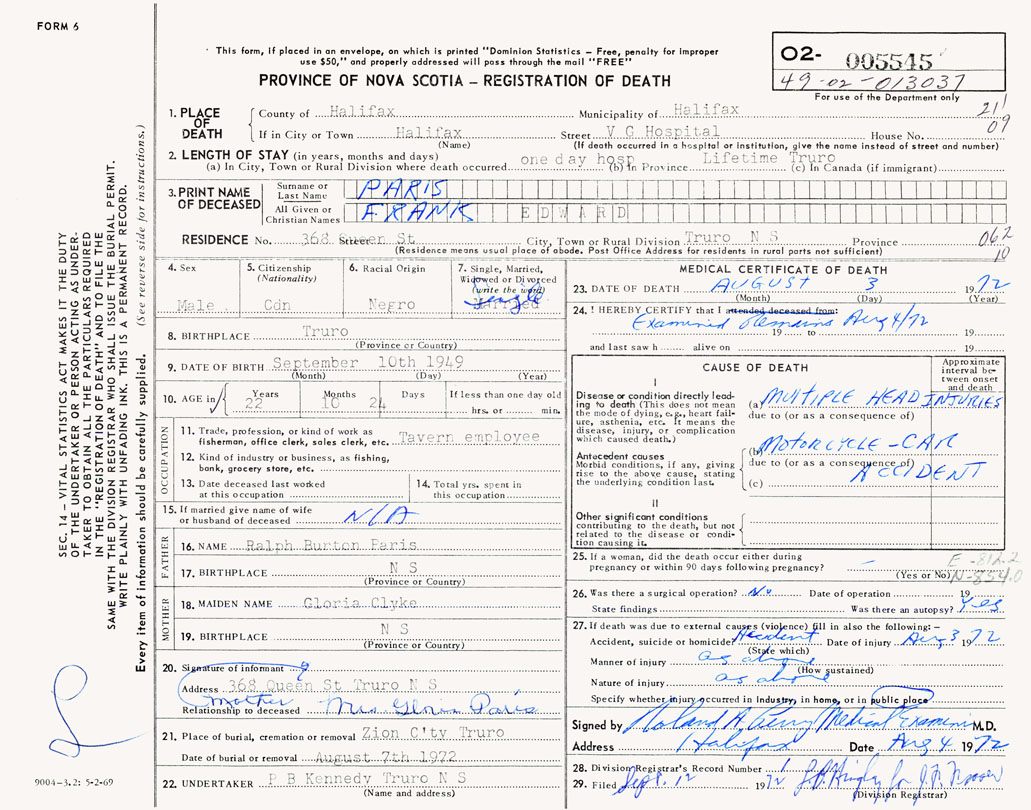 FORM 6
This form, if placed in an envelope, on which is printed "Dominion Statistics – Free, penalty for improper
use $50," and properly addressed will pass through the mail "FREE"
PROVINCE OF NOVA SCOTIA – REGISTRATION OF DEATH
O2- 005545
49-02-013037
For use of the Department only
211
09
1. PLACE OF DEATH
County of Halifax Municipality of Halifax
If in City or Town Halifax Street V G Hospital House No.
(Name) (If death occurred in a hospital or institution, give the name instead of street and number)
2. LENGTH OF STAY (in years, months and days)
(a) In City, Town or Rural Division where death occurred one day hosp (b) In Province Lifetime Truro (c) In Canada (if immigrant)
3. PRINT NAME OF DECEASED
Surname or Last Name PARIS
All Given or Christian Names FRANK EDWARD
RESIDENCE No. 368 Street Queen St City, Town or Rural Division Truro N S Province
(Residence means usual place of abode. Post Office Address for residents in rural parts not sufficient)
062
10
4. Sex
Male
5. Citizenship
(Nationality)
Cdn
6. Racial Origin
Negro
7. Single, Married,
Widowed or Divorced
(write the word)
Married
Single
8. BIRTHPLACE Truro
(Province or Country)
9. DATE OF BIRTH September 10th 1949
(Month) (Day) (Year)
10. AGE in Years Months Days If less than one day old
22 10 24 hrs. or min.
OCCUPATION
11. Trade, profession, or kind of work as
fisherman, office clerk, sales clerk, etc. Tavern employee
12. Kind of industry or business, as fishing,
bank, grocery store, etc.
13. Date deceased last worked
at this occupation
14. Total yrs. spent in
this occupation
15. If married give name of wife
or husband of deceased N/A
FATHER
16. NAME Ralph Burton Paris
17. BIRTHPLACE N S
(Province or Country)
MOTHER
18. MAIDEN NAME Gloria Clyke
19. BIRTHPLACE N S
(Province or Country)
20. Signature of informant
Address 368 Queen St Truro N S
Relationship to deceased Mother Mrs Gloria Paris
21. Place of burial, cremation or removal Zion C'ty Truro
Date of burial or removal August 7th 1972
22. UNDERTAKER P B Kennedy Truro N S
(Name and address)
MEDICAL CERTIFICATE OF DEATH
23. DATE OF DEATH AUGUST 3 1972
(Month) (Day) (Year)
24. I HEREBY CERTIFY that I attended deceased from:
Examined Remains Aug 4/72
19 to 19
and last saw h alive on 19
CAUSE OF DEATH
Approximate
interval be-
tween onset
and death
I
Disease or condition directly lead-
ing to death (This does not mean
the mode of dying, e.g., heart fail-
ure, asthenia, etc. It means the
disease, injury, or complication
which caused death.)
(a) MULTIPLE HEAD INJURIES
due to (or as a consequence of)
Antecedent causes
Morbid conditions, if any, giving
rise to the above cause, stating
the underlying condition last.
(b) MOTORCYCLE - CAR
due to (or as a consequence of)
ACCIDENT
(c)
II
Other significant conditions
contributing to the death, but not
related to the disease or condi-
tion causing it.
25. If a woman, did the death occur either during
pregnancy or within 90 days following pregnancy? –
(Yes or No)
E-812.2
N-854.0
26. Was there a surgical operation? No Date of operation 19
State findings Was there an autopsy? Yes
27. If death was due to external causes (violence) fill in also the following:–
Accident, suicide or homicide? Accident Date of injury Aug 3 1972
(State which)
Manner of injury as above
(How sustained)
Nature of injury as above
Specify whether injury occurred in Industry, in home, or in public place
Signed by Roland A Perry Medical Examiner M.D.
Address Halifax Date Aug 4 1972
28. Division Registrar's Record Number 1
29. Filed Sept. 12 1972
(Division Registrar)
SEC. 14 – VITAL STATISTICS ACT MAKES IT THE DUTY
OF THE UNDERTAKER OR PERSON ACTING AS UNDER-
TAKER TO OBTAIN ALL THE PARTICULARS REQUIRED
IN THE "REGISTRATION OF DEATH" AND FILE THE
SAME WITH THE DIVISION REGISTRAR WHO SHALL ISSUE THE BURIAL PERMIT.
WRITE PLAINLY WITH UNFADING INK. THIS IS A PERMANENT RECORD.
Every item of information should be carefully supplied. (See reverse side for instructions.)
9004-3.2: 5-2-69